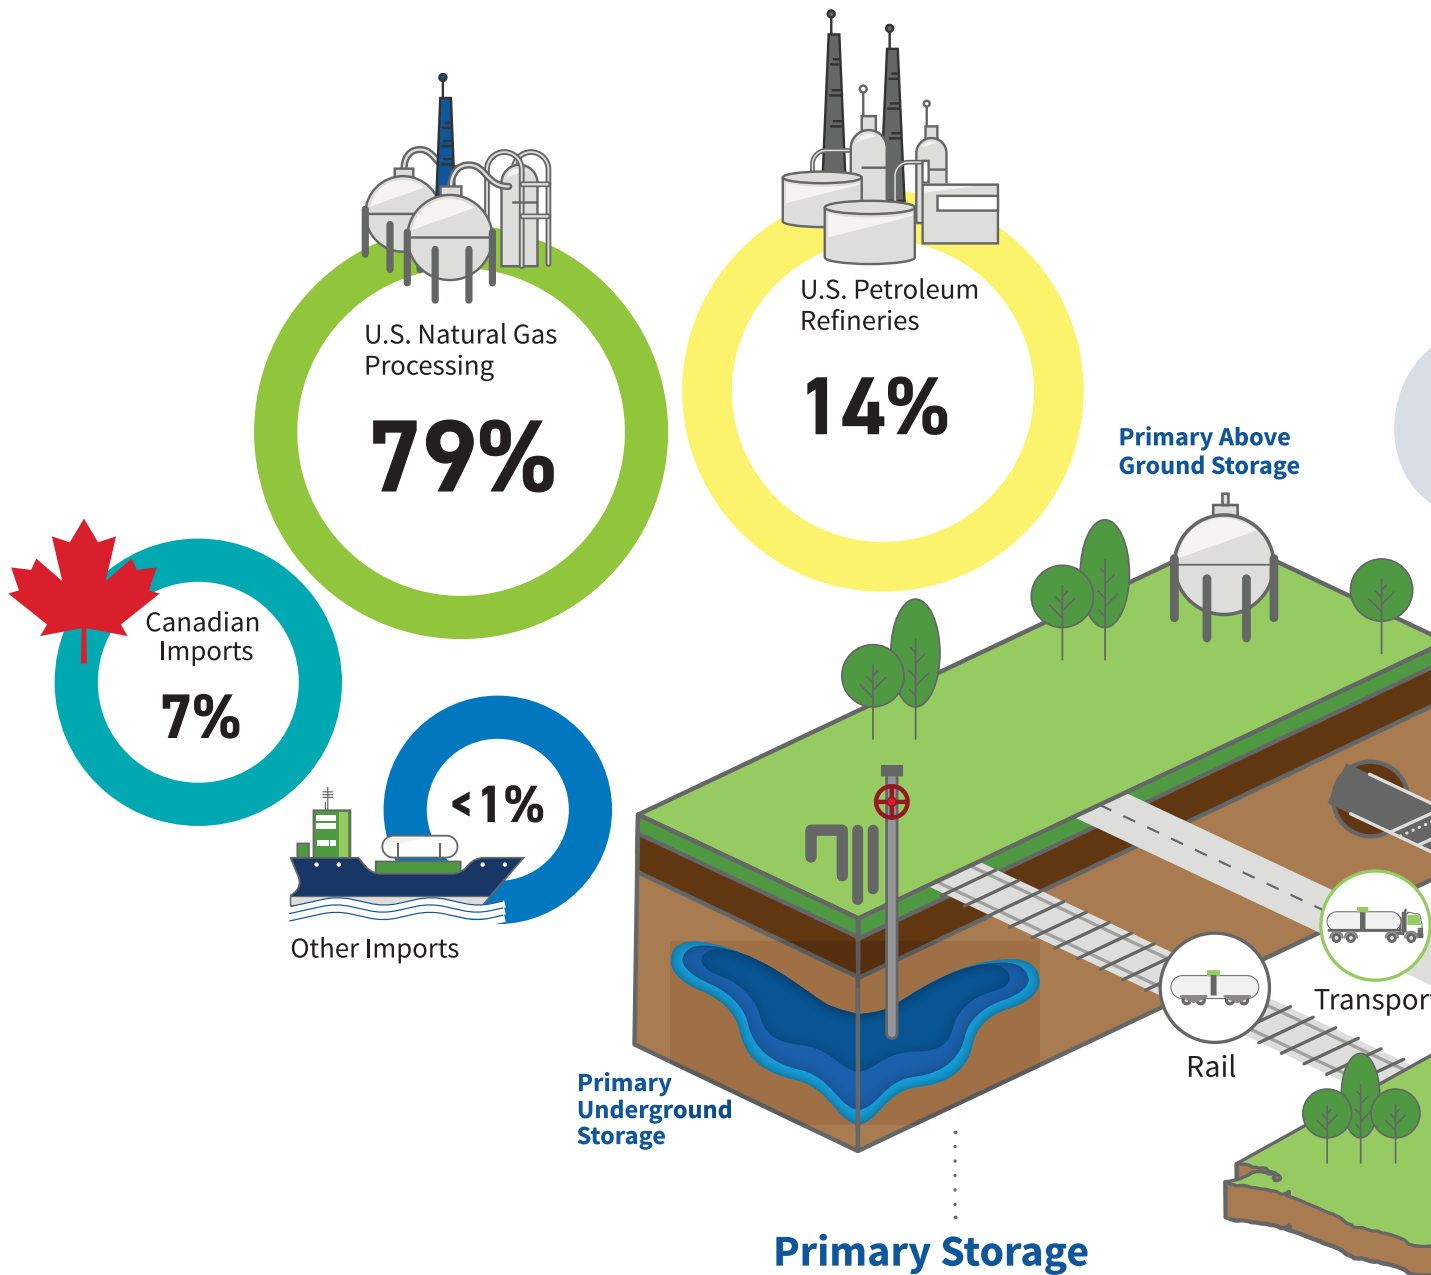 U.S. Natural Gas
Processing
79%
U.S. Petroleum
Refineries
14%
Canadian
Imports
7%
<1%
Other Imports
Primary Above
Ground Storage
Transport
Rail
Primary
Underground
Storage
Primary Storage